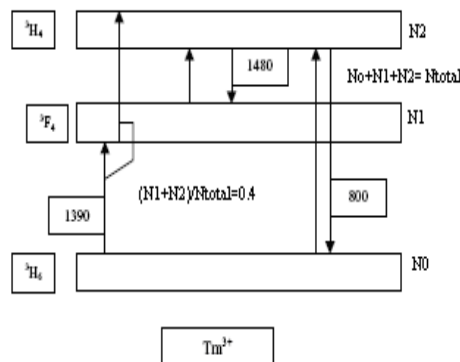 ³H₄
N2
1480
No+N1+N2= Ntotal
³F₄
N1
(N1+N2)/Ntotal=0.4
1390
800
³H₆
N0
Tm³⁺